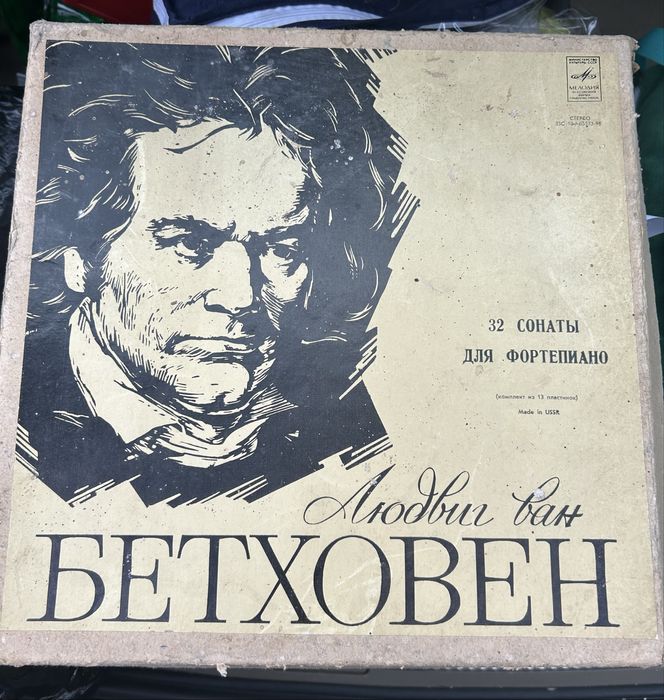 МЕЛОДИЯ
СТЕРЕО
32 СОНАТЫ
ДЛЯ ФОРТЕПИАНО
(комплект из 13 пластинок)
Made in USSR
Людвиг ван
БЕТХОВЕН